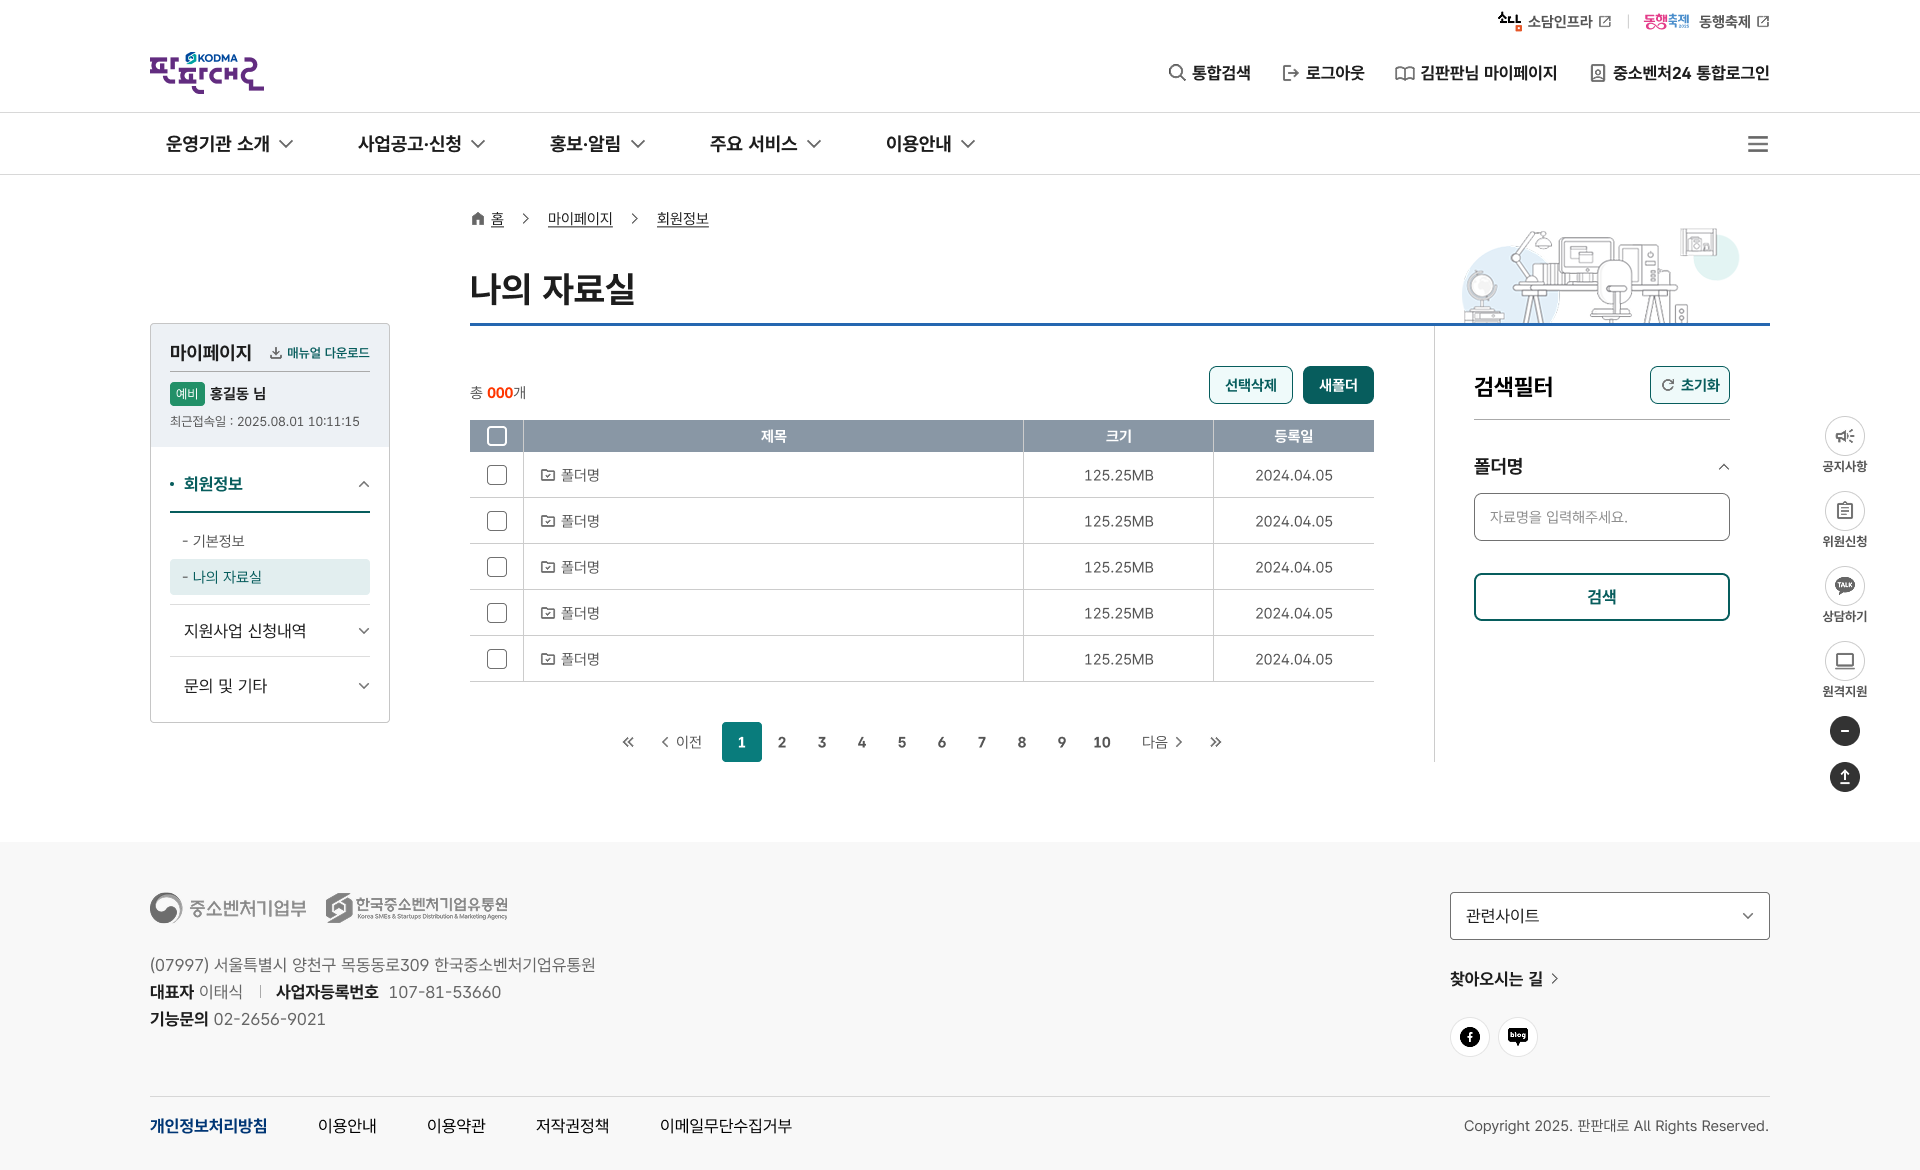 소담 소담인프라
동행축제 2025 동행축제
KODMA
판판대로
통합검색
로그아웃
김판판님 마이페이지
중소벤처24 통합로그인
운영기관 소개
사업공고·신청
홍보·알림
주요 서비스
이용안내
홈
마이페이지
회원정보
나의 자료실
마이페이지
매뉴얼 다운로드
예비 홍길동 님
최근접속일 : 2025.08.01 10:11:15
• 회원정보
- 기본정보
- 나의 자료실
지원사업 신청내역
문의 및 기타
총 000개
선택삭제
새폴더
제목 크기 등록일
폴더명 125.25MB 2024.04.05
폴더명 125.25MB 2024.04.05
폴더명 125.25MB 2024.04.05
폴더명 125.25MB 2024.04.05
폴더명 125.25MB 2024.04.05
« < 이전 1 2 3 4 5 6 7 8 9 10 다음 > »
검색필터
초기화
폴더명
자료명을 입력해주세요.
검색
공지사항
위원신청
TALK
상담하기
원격지원
중소벤처기업부
한국중소벤처기업유통원
Korea SMEs & Startups Distribution & Marketing Agency
(07997) 서울특별시 양천구 목동동로309 한국중소벤처기업유통원
대표자 이태식 | 사업자등록번호 107-81-53660
기능문의 02-2656-9021
관련사이트
찾아오시는 길
blog
개인정보처리방침
이용안내
이용약관
저작권정책
이메일무단수집거부
Copyright 2025. 판판대로 All Rights Reserved.